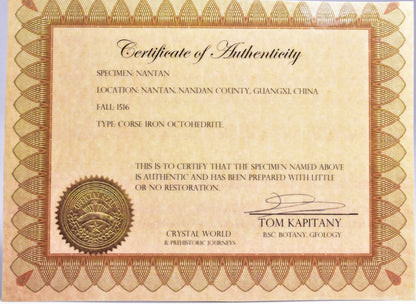 Certificate of Authenticity
SPECIMEN: NANTAN
LOCATION: NANTAN, NANDAN COUNTY, GUANGXI, CHINA
FALL: 1516
TYPE: CORSE IRON OCTOHEDRITE.
THIS IS TO CERTIFY THAT THE SPECIMEN NAMED ABOVE
IS AUTHENTIC AND HAS BEEN PREPARED WITH LITTLE
OR NO RESTORATION.
TOM KAPITANY
BSC. BOTANY, GEOLOGY
CRYSTAL WORLD
& PREHISTORIC JOURNEYS